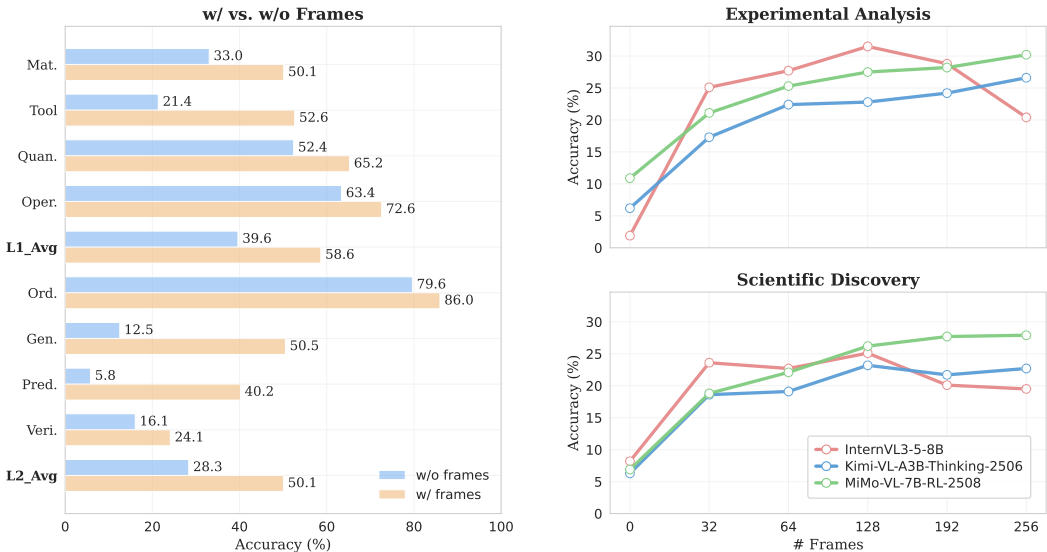 w/ vs. w/o Frames
Mat.
33.0
50.1
Tool
21.4
52.6
Quan.
52.4
65.2
Oper.
63.4
72.6
L1_Avg
39.6
58.6
Ord.
79.6
86.0
Gen.
12.5
50.5
Pred.
5.8
40.2
Veri.
16.1
24.1
L2_Avg
28.3
50.1
w/o frames
w/ frames
0 20 40 60 80 100
Accuracy (%)
Experimental Analysis
Accuracy (%)
30
25
20
15
10
5
0
Scientific Discovery
Accuracy (%)
30
25
20
15
10
5
0
InternVL3-5-8B
Kimi-VL-A3B-Thinking-2506
MiMo-VL-7B-RL-2508
0 32 64 128 192 256
# Frames